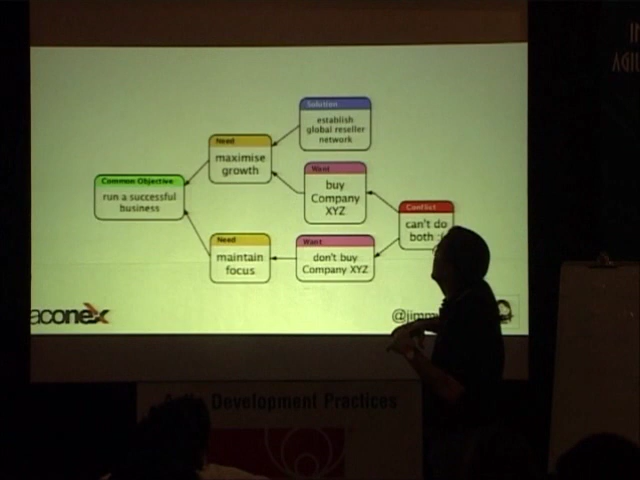 Solution
establish
global reseller
network
Need
maximise
growth
Want
buy
Company
XYZ
Common Objective
run a successful
business
Conflict
can't do
both
Need
maintain
focus
Want
don't buy
Company XYZ
aconex
@jimm
Development Practices